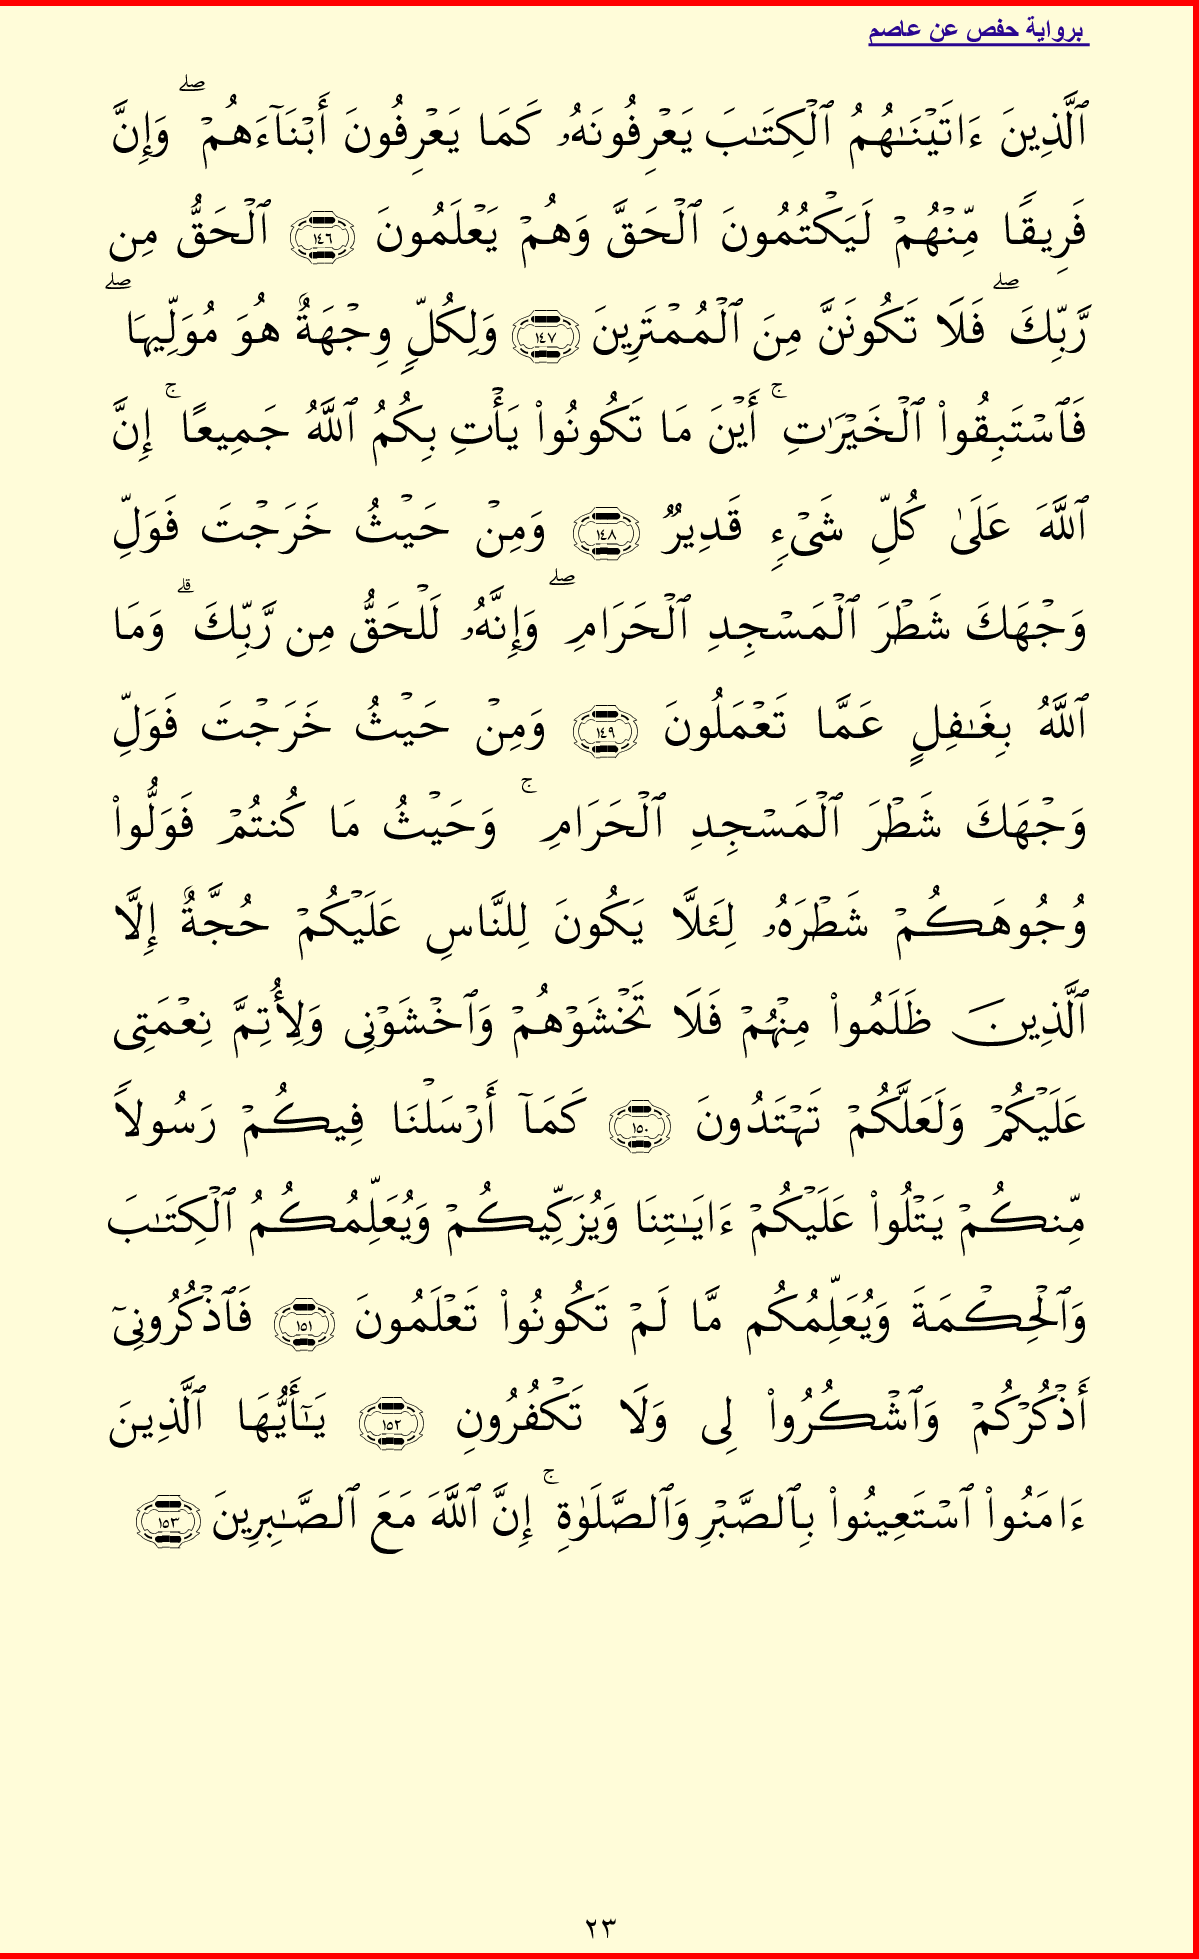 برواية حفص عن عاصم
ٱلَّذِينَ ءَاتَيْنَٰهُمُ ٱلْكِتَٰبَ يَعْرِفُونَهُۥ كَمَا يَعْرِفُونَ أَبْنَآءَهُمْ ۖ وَإِنَّ
فَرِيقًا مِّنْهُمْ لَيَكْتُمُونَ ٱلْحَقَّ وَهُمْ يَعْلَمُونَ ١٤٦ ٱلْحَقُّ مِن
رَّبِّكَ ۖ فَلَا تَكُونَنَّ مِنَ ٱلْمُمْتَرِينَ ١٤٧ وَلِكُلٍّ وِجْهَةٌ هُوَ مُوَلِّيهَا ۖ
فَٱسْتَبِقُوا۟ ٱلْخَيْرَٰتِ ۚ أَيْنَ مَا تَكُونُوا۟ يَأْتِ بِكُمُ ٱللَّهُ جَمِيعًا ۚ إِنَّ
ٱللَّهَ عَلَىٰ كُلِّ شَىْءٍ قَدِيرٌ ١٤٨ وَمِنْ حَيْثُ خَرَجْتَ فَوَلِّ
وَجْهَكَ شَطْرَ ٱلْمَسْجِدِ ٱلْحَرَامِ ۖ وَإِنَّهُۥ لَلْحَقُّ مِن رَّبِّكَ ۗ وَمَا
ٱللَّهُ بِغَٰفِلٍ عَمَّا تَعْمَلُونَ ١٤٩ وَمِنْ حَيْثُ خَرَجْتَ فَوَلِّ
وَجْهَكَ شَطْرَ ٱلْمَسْجِدِ ٱلْحَرَامِ ۚ وَحَيْثُ مَا كُنتُمْ فَوَلُّوا۟
وُجُوهَكُمْ شَطْرَهُۥ لِئَلَّا يَكُونَ لِلنَّاسِ عَلَيْكُمْ حُجَّةٌ إِلَّا
ٱلَّذِينَ ظَلَمُوا۟ مِنْهُمْ فَلَا تَخْشَوْهُمْ وَٱخْشَوْنِى وَلِأُتِمَّ نِعْمَتِى
عَلَيْكُمْ وَلَعَلَّكُمْ تَهْتَدُونَ ١٥٠ كَمَآ أَرْسَلْنَا فِيكُمْ رَسُولًا
مِّنكُمْ يَتْلُوا۟ عَلَيْكُمْ ءَايَٰتِنَا وَيُزَكِّيكُمْ وَيُعَلِّمُكُمُ ٱلْكِتَٰبَ
وَٱلْحِكْمَةَ وَيُعَلِّمُكُم مَّا لَمْ تَكُونُوا۟ تَعْلَمُونَ ١٥١ فَٱذْكُرُونِىٓ
أَذْكُرْكُمْ وَٱشْكُرُوا۟ لِى وَلَا تَكْفُرُونِ ١٥٢ يَٰٓأَيُّهَا ٱلَّذِينَ
ءَامَنُوا۟ ٱسْتَعِينُوا۟ بِٱلصَّبْرِ وَٱلصَّلَوٰةِ ۚ إِنَّ ٱللَّهَ مَعَ ٱلصَّٰبِرِينَ ١٥٣
٢٣